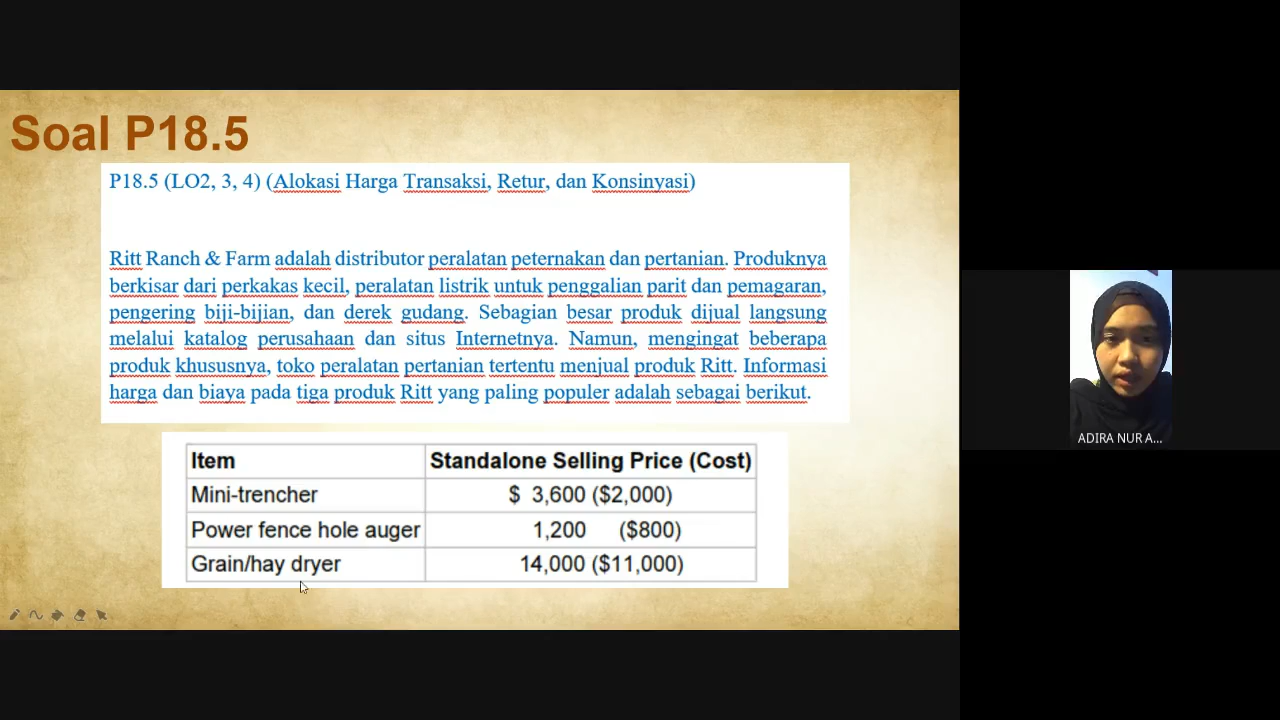 Soal P18.5
P18.5 (LO2, 3, 4) (Alokasi Harga Transaksi, Retur, dan Konsinyasi)
Ritt Ranch & Farm adalah distributor peralatan peternakan dan pertanian. Produknya
berkisar dari perkakas kecil, peralatan listrik untuk penggalian parit dan pemagaran,
pengering biji-bijian, dan derek gudang. Sebagian besar produk dijual langsung
melalui katalog perusahaan dan situs Internetnya. Namun, mengingat beberapa
produk khususnya, toko peralatan pertanian tertentu menjual produk Ritt. Informasi
harga dan biaya pada tiga produk Ritt yang paling populer adalah sebagai berikut.
Item Standalone Selling Price (Cost)
Mini-trencher $ 3,600 ($2,000)
Power fence hole auger 1,200 ($800)
Grain/hay dryer 14,000 ($11,000)
ADIRA NUR A...